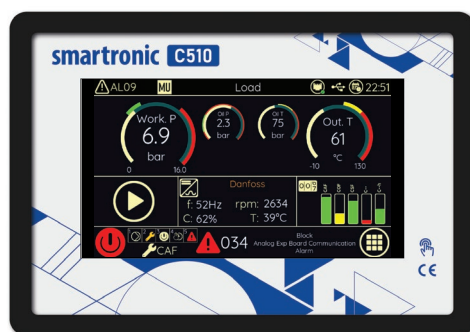 smartronic C510
AL09 MU Load 22:51
Work. P
6.9
bar
0 16.0
Oil P
2.3
bar
Oil T
75
bar
Out. T
61
°C
-10 130
Danfoss
f: 52Hz rpm: 2634
C: 62% T: 39°C
CAF
034
Block
Analog Exp Board Communication
Alarm
CE